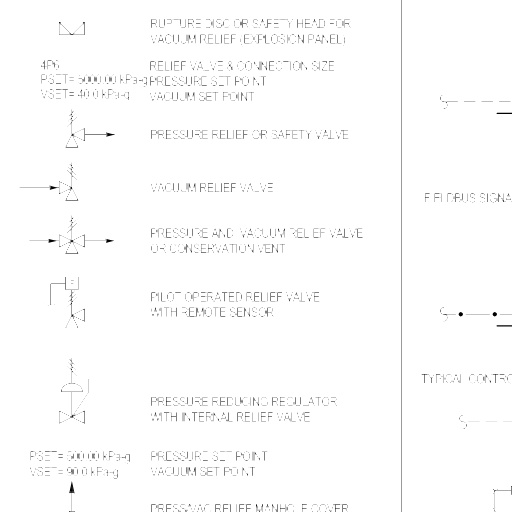 RUPTURE DISC OR SAFETY HEAD FOR
VACUUM RELIEF (EXPLOSION PANEL)
4P6 RELIEF VALVE & CONNECTION SIZE
PSET= 5000.00 kPa-g PRESSURE SET POINT
VSET= 40.0 kPa-g VACUUM SET POINT
PRESSURE RELIEF OR SAFETY VALVE
VACUUM RELIEF VALVE
PRESSURE AND VACUUM RELIEF VALVE
OR CONSERVATION VENT
PILOT OPERATED RELIEF VALVE
WITH REMOTE SENSOR
P
PRESSURE REDUCING REGULATOR
WITH INTERNAL RELIEF VALVE
PSET= 500.00 kPa-g PRESSURE SET POINT
VSET= 90.0 kPa-g VACUUM SET POINT
PRESS/VAC RELIEF MANHOLE COVER
FIELDBUS SIGNA
TYPICAL CONTRO